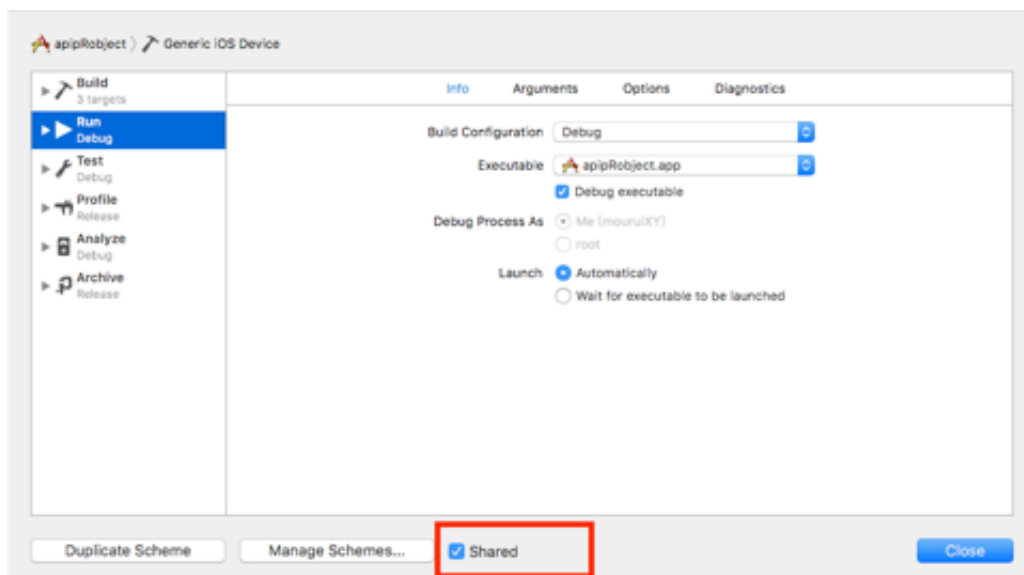 apipRobject 〉 Generic iOS Device
Build
3 targets
Run
Debug
Test
Debug
Profile
Release
Analyze
Debug
Archive
Release
Info Arguments Options Diagnostics
Build Configuration Debug
Executable apipRobject.app
Debug executable
Debug Process As Me (mouruiXY)
root
Launch Automatically
Wait for executable to be launched
Duplicate Scheme Manage Schemes... Shared Close